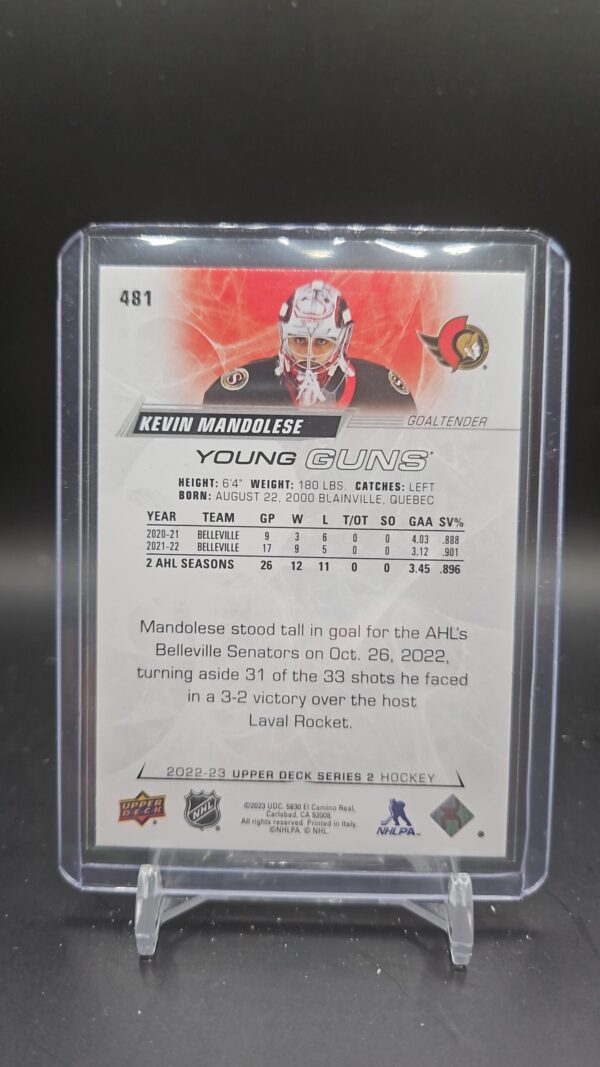 481
KEVIN MANDOLESE
GOALTENDER
YOUNG GUNS®
HEIGHT: 6'4" WEIGHT: 180 LBS. CATCHES: LEFT
BORN: AUGUST 22, 2000 BLAINVILLE, QUEBEC
YEAR TEAM GP W L T/OT SO GAA SV%
2020-21 BELLEVILLE 9 3 6 0 0 4.03 .888
2021-22 BELLEVILLE 17 9 5 0 0 3.12 .901
2 AHL SEASONS 26 12 11 0 0 3.45 .896
Mandolese stood tall in goal for the AHL's
Belleville Senators on Oct. 26, 2022,
turning aside 31 of the 33 shots he faced
in a 3-2 victory over the host
Laval Rocket.
2022-23 UPPER DECK SERIES 2 HOCKEY
UPPER DECK
NHL
©2023 UDC. 5830 El Camino Real,
Carlsbad, CA 92008.
All rights reserved. Printed in Italy.
©NHLPA. © NHL.
NHLPA™